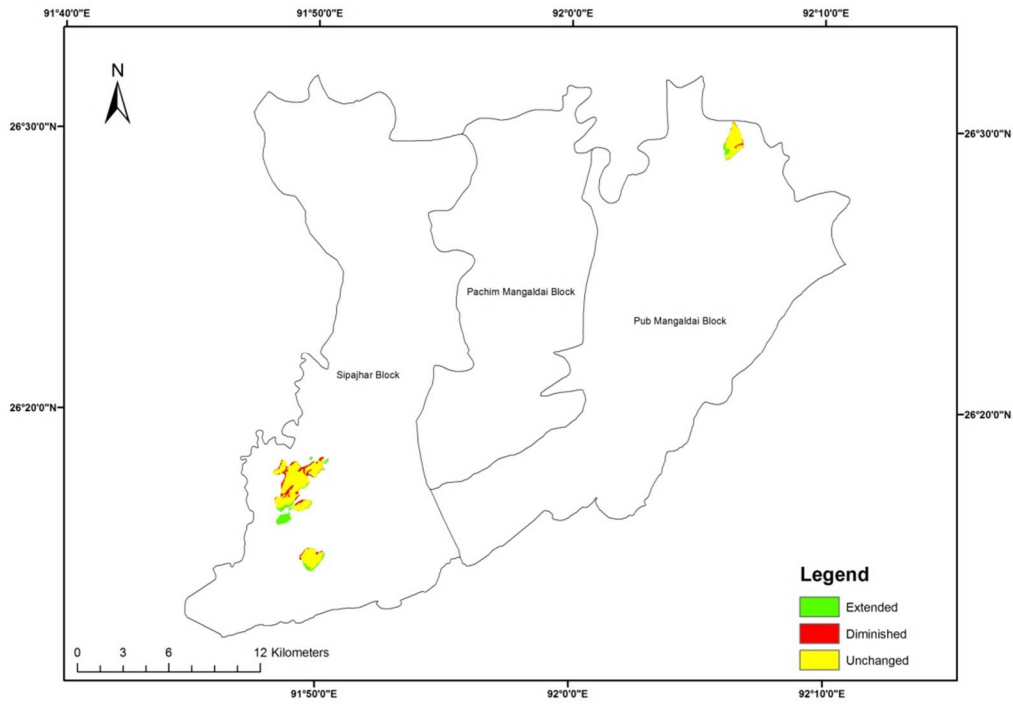 91°40'0"E 91°50'0"E 92°0'0"E 92°10'0"E
N
26°30'0"N 26°30'0"N
Pachim Mangaldai Block
Pub Mangaldai Block
Sipajhar Block
26°20'0"N 26°20'0"N
Legend
Extended
Diminished
Unchanged
0 3 6 12 Kilometers
91°50'0"E 92°0'0"E 92°10'0"E